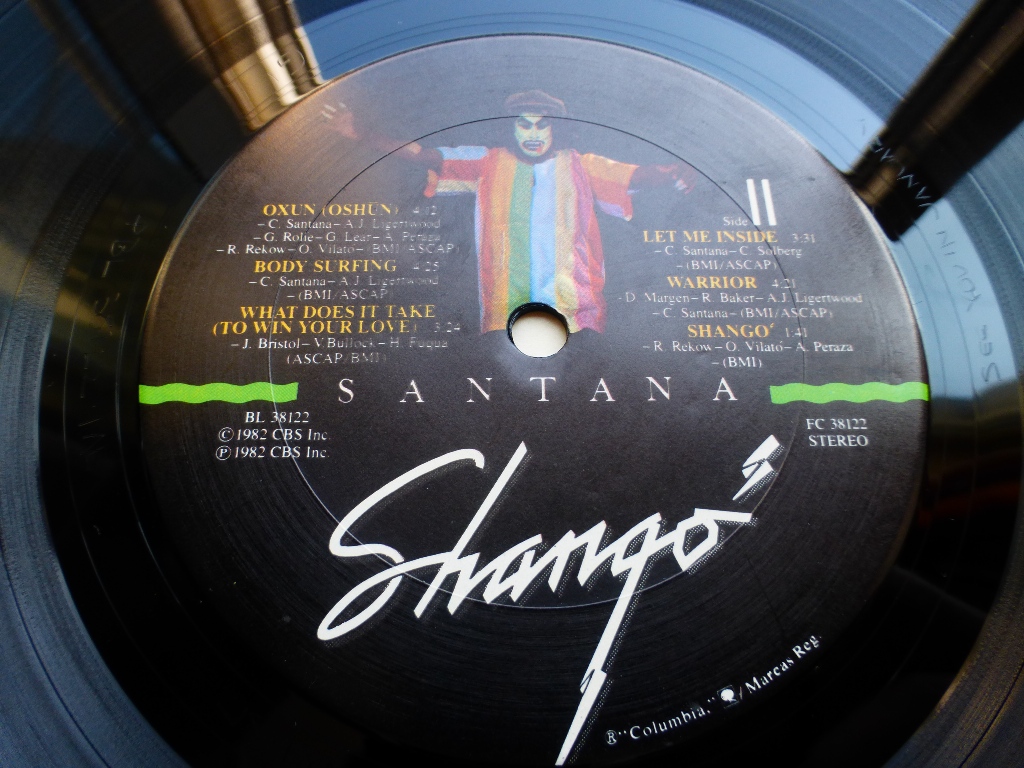 OXUN (OSHÚN) 4:12
–C. Santana–A.J. Ligertwood
–G. Rolie–G. Lear–A. Peraza
–R. Rekow–O. Vilato–(BMI/ASCAP)
BODY SURFING 4:25
–C. Santana–A.J. Ligertwood
–(BMI/ASCAP)
WHAT DOES IT TAKE
(TO WIN YOUR LOVE) 3:24
–J. Bristol–V. Bullock–H. Fuqua
(ASCAP/BMI)
Side II
LET ME INSIDE 3:31
–C. Santana–C. Solberg
–(BMI/ASCAP)
WARRIOR 4:21
–D. Margen–R. Baker–A.J. Ligertwood
–C. Santana–(BMI/ASCAP)
SHANGO´ 1:41
–R. Rekow–O. Vilató–A. Peraza
–(BMI)
SANTANA
BL 38122
© 1982 CBS Inc.
℗ 1982 CBS Inc.
FC 38122
STEREO
Shangó
®"Columbia," /Marcas Reg.